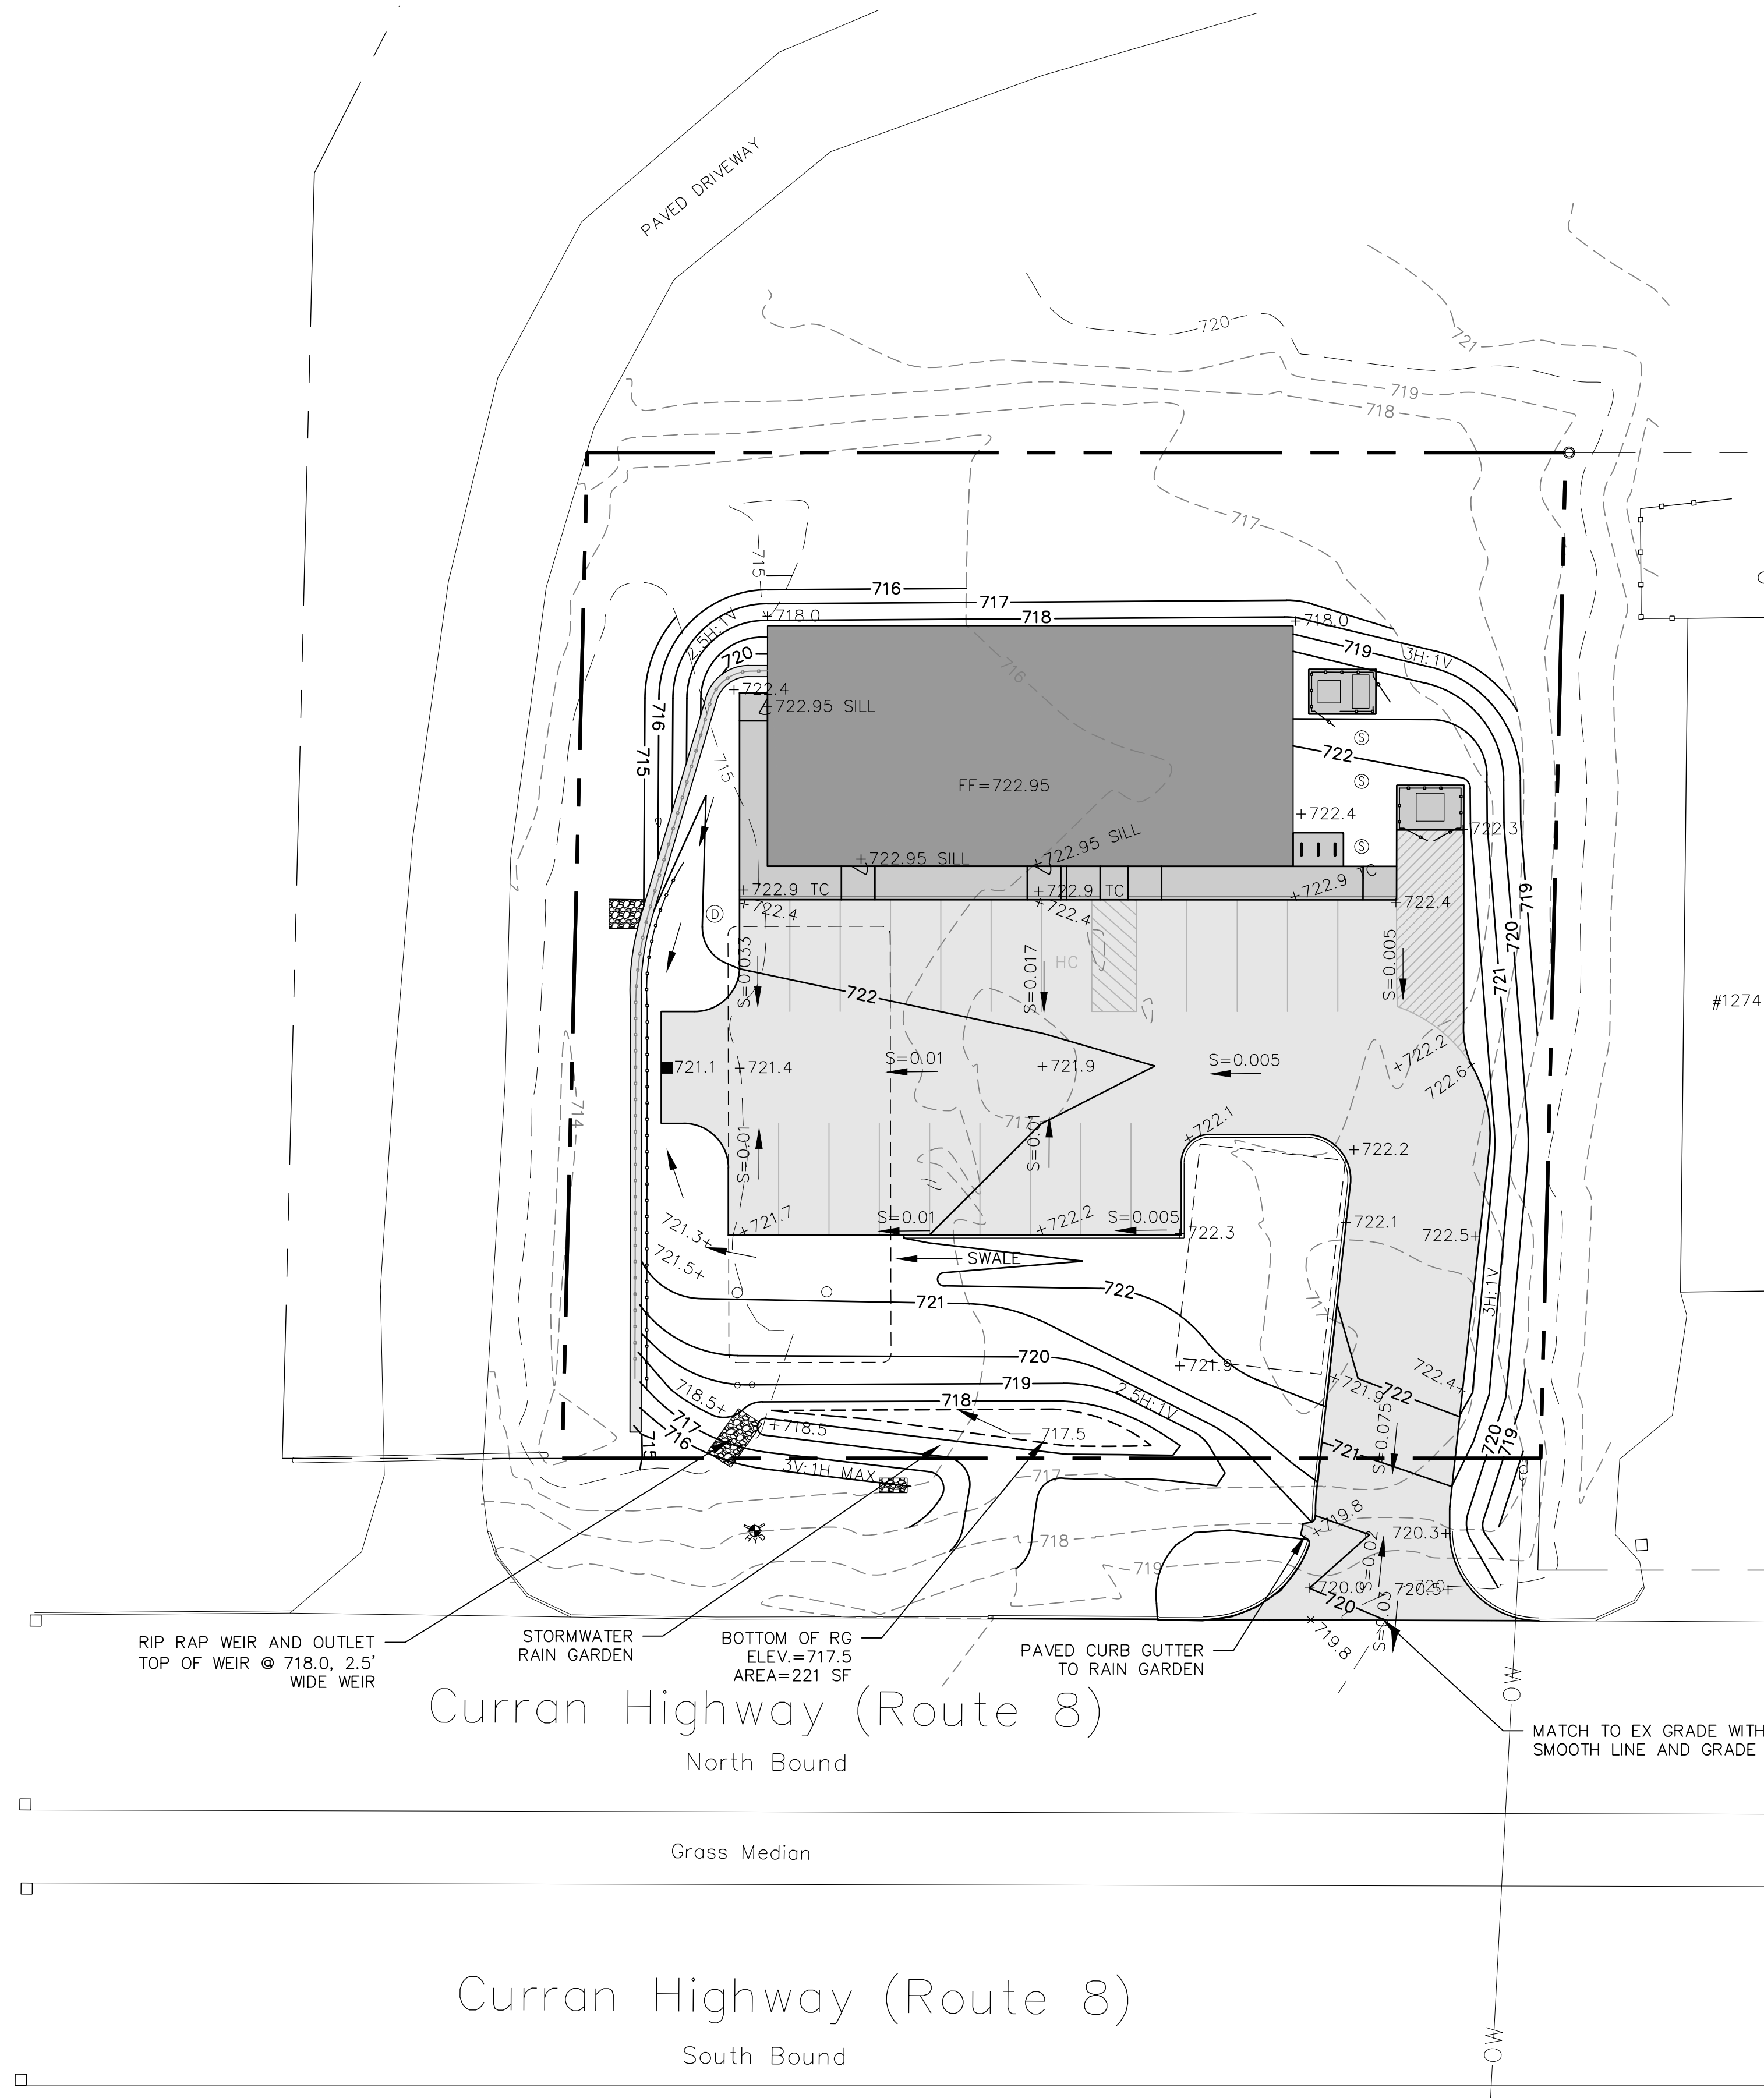 PAVED DRIVEWAY
720
721
719
718
717
715
716
717
718
2.5H:1V
+718.0
+718.0
720
719
3H:1V
+722.4
722.95 SILL
716
716
715
715
722
FF=722.95
+722.4
722.3
+722.95 SILL
+722.95 SILL
+722.9 TC
+722.9 TC
+722.9 TC
+722.4
+722.4
+722.4
719
720
721
D
S
S
S
HC
S=0.033
S=0.017
S=0.005
722
#1274
721.1
+721.4
S=0.01
+721.9
S=0.005
+722.2
722.6+
714
717
S=0.01
S=0.01
+722.1
+722.2
721.3+
721.5+
+721.7
S=0.01
+722.2
S=0.005
722.3
+722.1
722.5+
SWALE
722
721
717
3H:1V
720
+721.9
719
718
2.5H:1V
+721.9
722
722.4+
718.5+
+718.5
717
716
715
717.5
721
S=0.075
720
719
3V:1H MAX
717
718
719
+719.8
720.3+
S=0.02
+720.0
720.5+
720
720
S=0.03
+719.8
RIP RAP WEIR AND OUTLET
TOP OF WEIR @ 718.0, 2.5'
WIDE WEIR
STORMWATER
RAIN GARDEN
BOTTOM OF RG
ELEV.=717.5
AREA=221 SF
PAVED CURB GUTTER
TO RAIN GARDEN
MATCH TO EX GRADE WITH
SMOOTH LINE AND GRADE
OW
Curran Highway (Route 8)
North Bound
Grass Median
Curran Highway (Route 8)
South Bound
OW